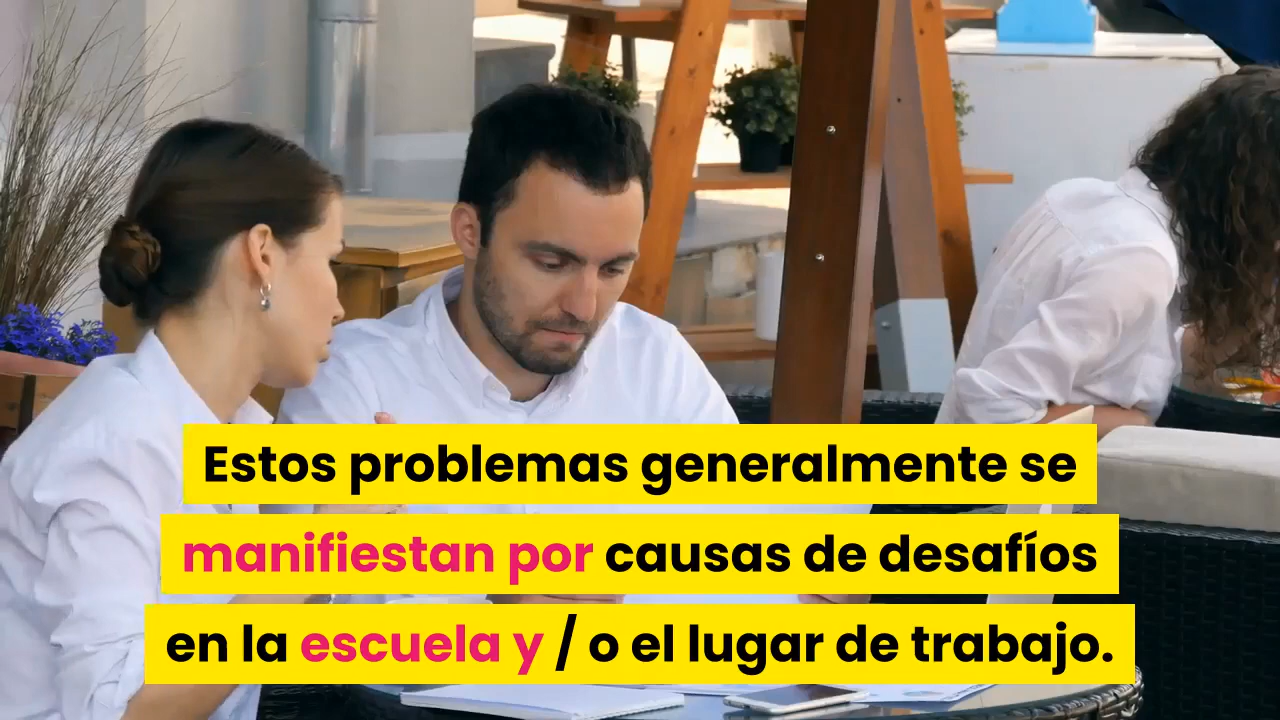 Estos problemas generalmente se
manifiestan por causas de desafíos
en la escuela y / o el lugar de trabajo.